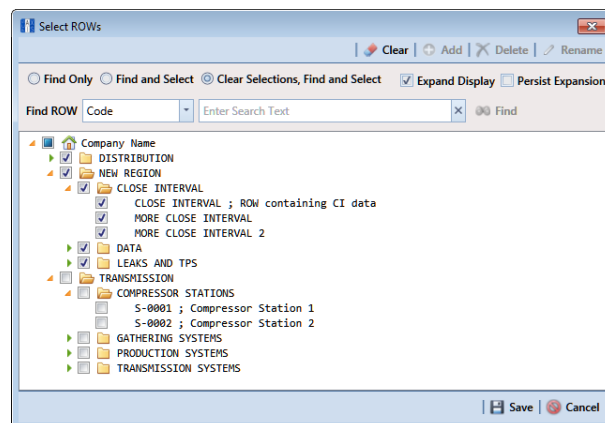 Select ROWs
Clear Add Delete Rename
Find Only Find and Select Clear Selections, Find and Select Expand Display Persist Expansion
Find ROW Code Enter Search Text Find
Company Name
DISTRIBUTION
NEW REGION
CLOSE INTERVAL
CLOSE INTERVAL ; ROW containing CI data
MORE CLOSE INTERVAL
MORE CLOSE INTERVAL 2
DATA
LEAKS AND TPS
TRANSMISSION
COMPRESSOR STATIONS
S-0001 ; Compressor Station 1
S-0002 ; Compressor Station 2
GATHERING SYSTEMS
PRODUCTION SYSTEMS
TRANSMISSION SYSTEMS
Save Cancel